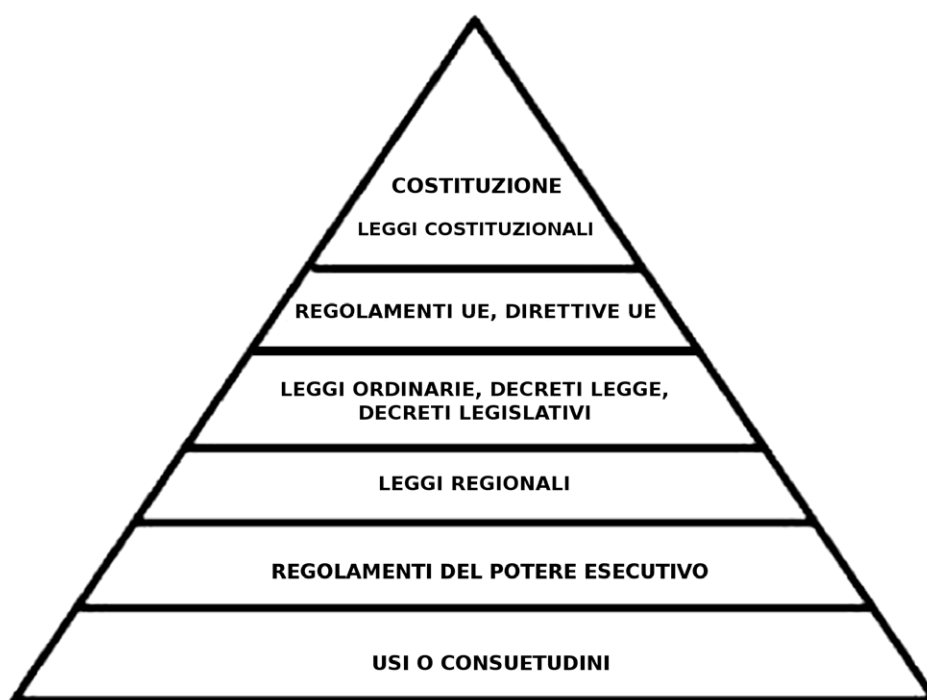 COSTITUZIONE
LEGGI COSTITUZIONALI
REGOLAMENTI UE, DIRETTIVE UE
LEGGI ORDINARIE, DECRETI LEGGE,
DECRETI LEGISLATIVI
LEGGI REGIONALI
REGOLAMENTI DEL POTERE ESECUTIVO
USI O CONSUETUDINI